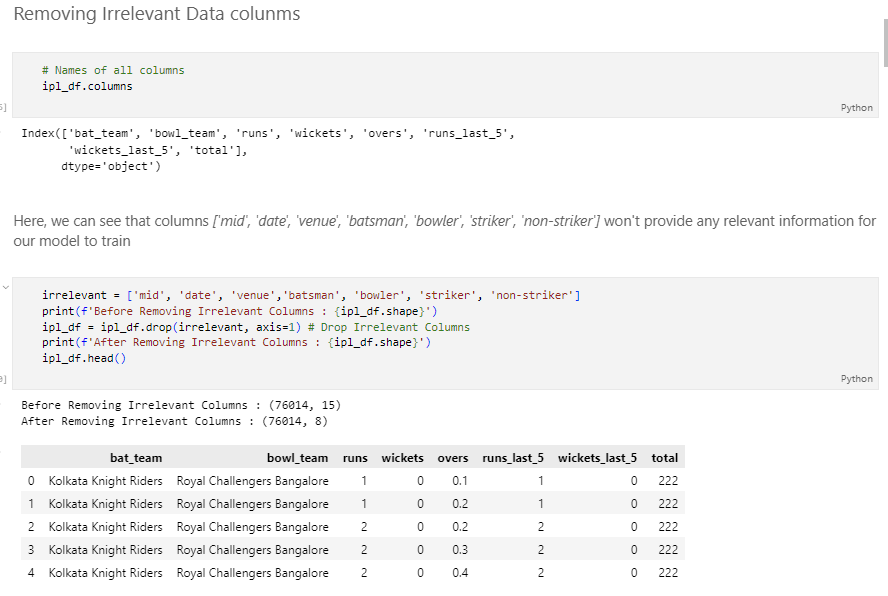 Removing Irrelevant Data colunms
# Names of all columns
ipl_df.columns
Python
Index(['bat_team', 'bowl_team', 'runs', 'wickets', 'overs', 'runs_last_5',
'wickets_last_5', 'total'],
dtype='object')
Here, we can see that columns ['mid', 'date', 'venue', 'batsman', 'bowler', 'striker', 'non-striker'] won't provide any relevant information for
our model to train
irrelevant = ['mid', 'date', 'venue','batsman', 'bowler', 'striker', 'non-striker']
print(f'Before Removing Irrelevant Columns : {ipl_df.shape}')
ipl_df = ipl_df.drop(irrelevant, axis=1) # Drop Irrelevant Columns
print(f'After Removing Irrelevant Columns : {ipl_df.shape}')
ipl_df.head()
Python
Before Removing Irrelevant Columns : (76014, 15)
After Removing Irrelevant Columns : (76014, 8)
bat_team bowl_team runs wickets overs runs_last_5 wickets_last_5 total
0 Kolkata Knight Riders Royal Challengers Bangalore 1 0 0.1 1 0 222
1 Kolkata Knight Riders Royal Challengers Bangalore 1 0 0.2 1 0 222
2 Kolkata Knight Riders Royal Challengers Bangalore 2 0 0.2 2 0 222
3 Kolkata Knight Riders Royal Challengers Bangalore 2 0 0.3 2 0 222
4 Kolkata Knight Riders Royal Challengers Bangalore 2 0 0.4 2 0 222